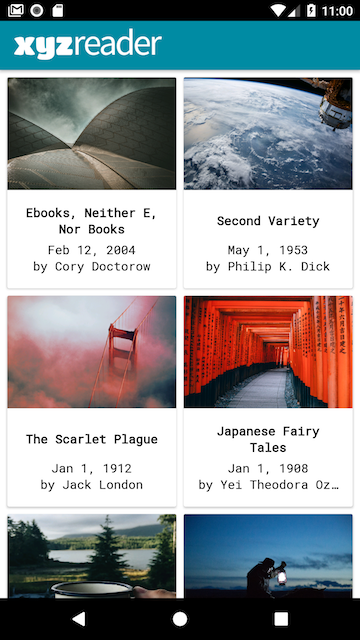 11:00
xyzreader
Ebooks, Neither E,
Nor Books
Feb 12, 2004
by Cory Doctorow
Second Variety
May 1, 1953
by Philip K. Dick
The Scarlet Plague
Jan 1, 1912
by Jack London
Japanese Fairy
Tales
Jan 1, 1908
by Yei Theodora Oz…